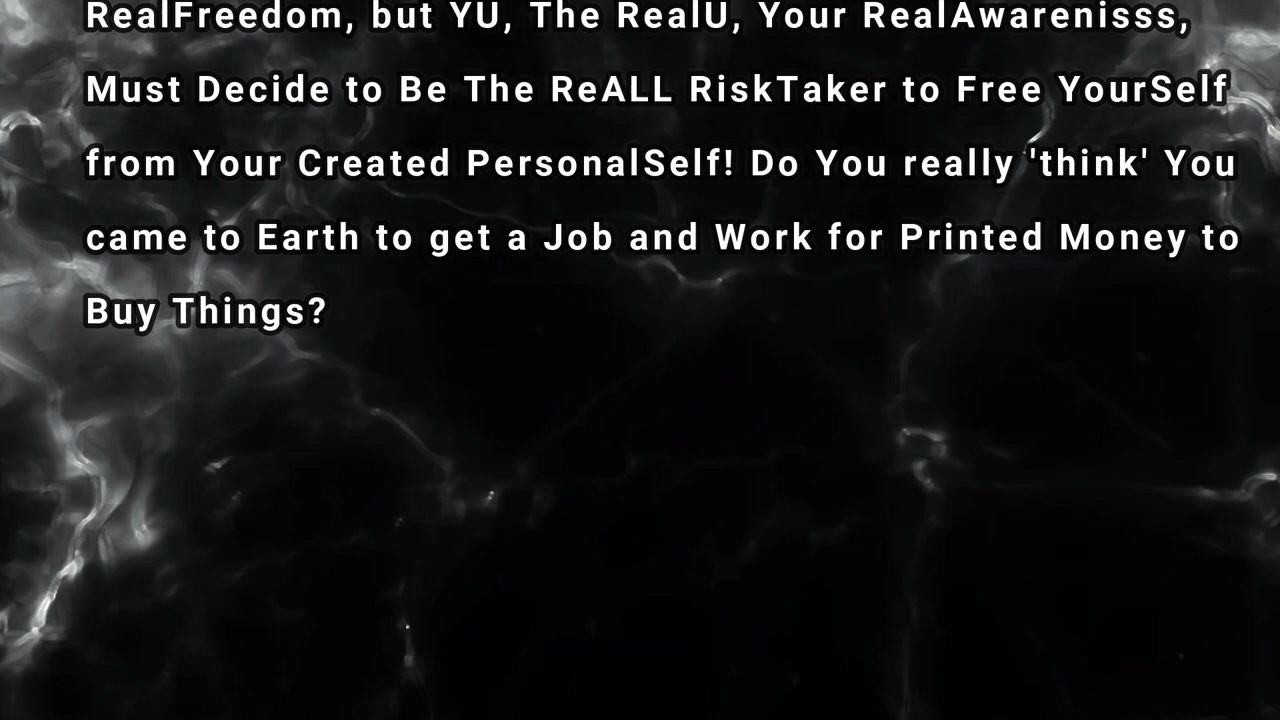 RealFreedom, but YU, The RealU, Your RealAwarenisss,
Must Decide to Be The ReALL RiskTaker to Free YourSelf
from Your Created PersonalSelf! Do You really 'think' You
came to Earth to get a Job and Work for Printed Money to
Buy Things?